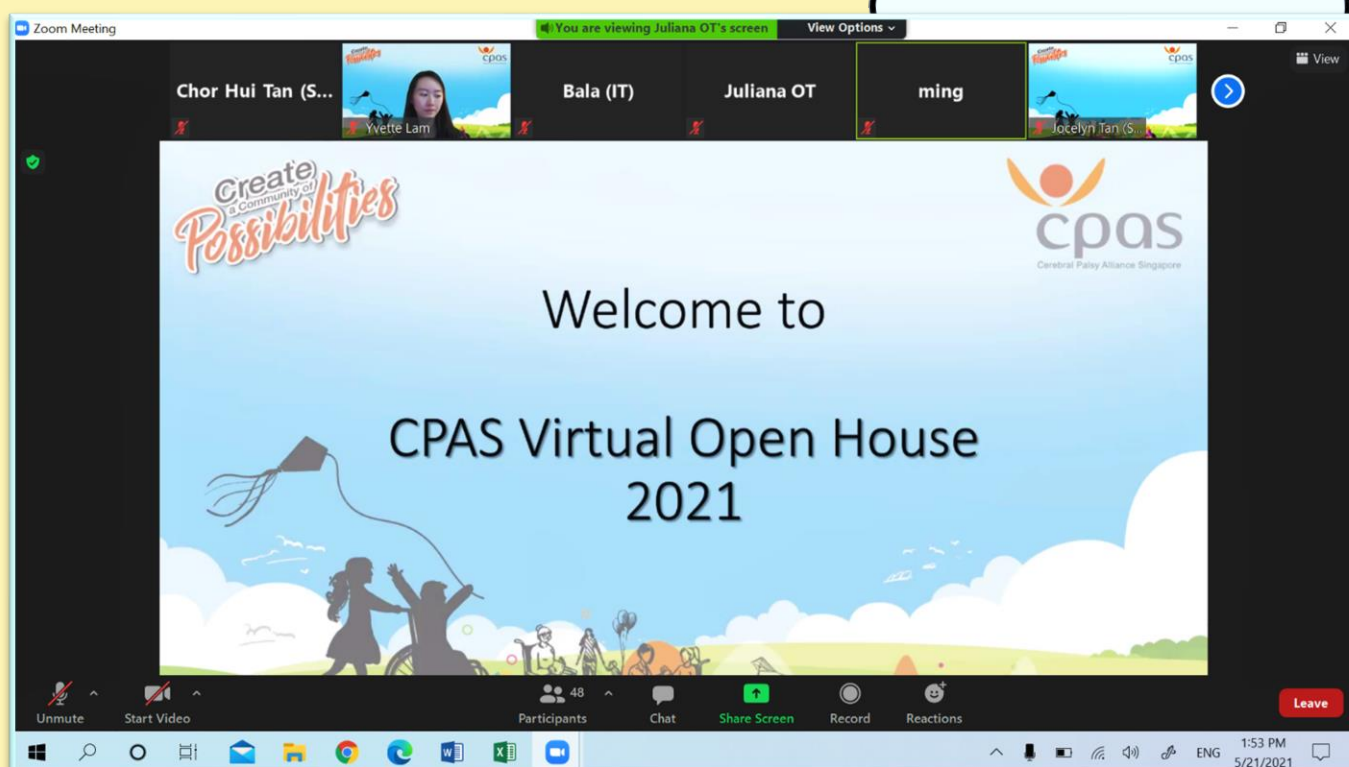 Zoom Meeting
You are viewing Juliana OT's screen
View Options
View
Chor Hui Tan (S...
Yvette Lam
Bala (IT)
Juliana OT
ming
Jocelyn Tan (S...
Create
a Community of
Possibilities
cpas
Cerebral Palsy Alliance Singapore
Welcome to
CPAS Virtual Open House
2021
Unmute
Start Video
48
Participants
Chat
Share Screen
Record
Reactions
Leave
ENG
1:53 PM
5/21/2021